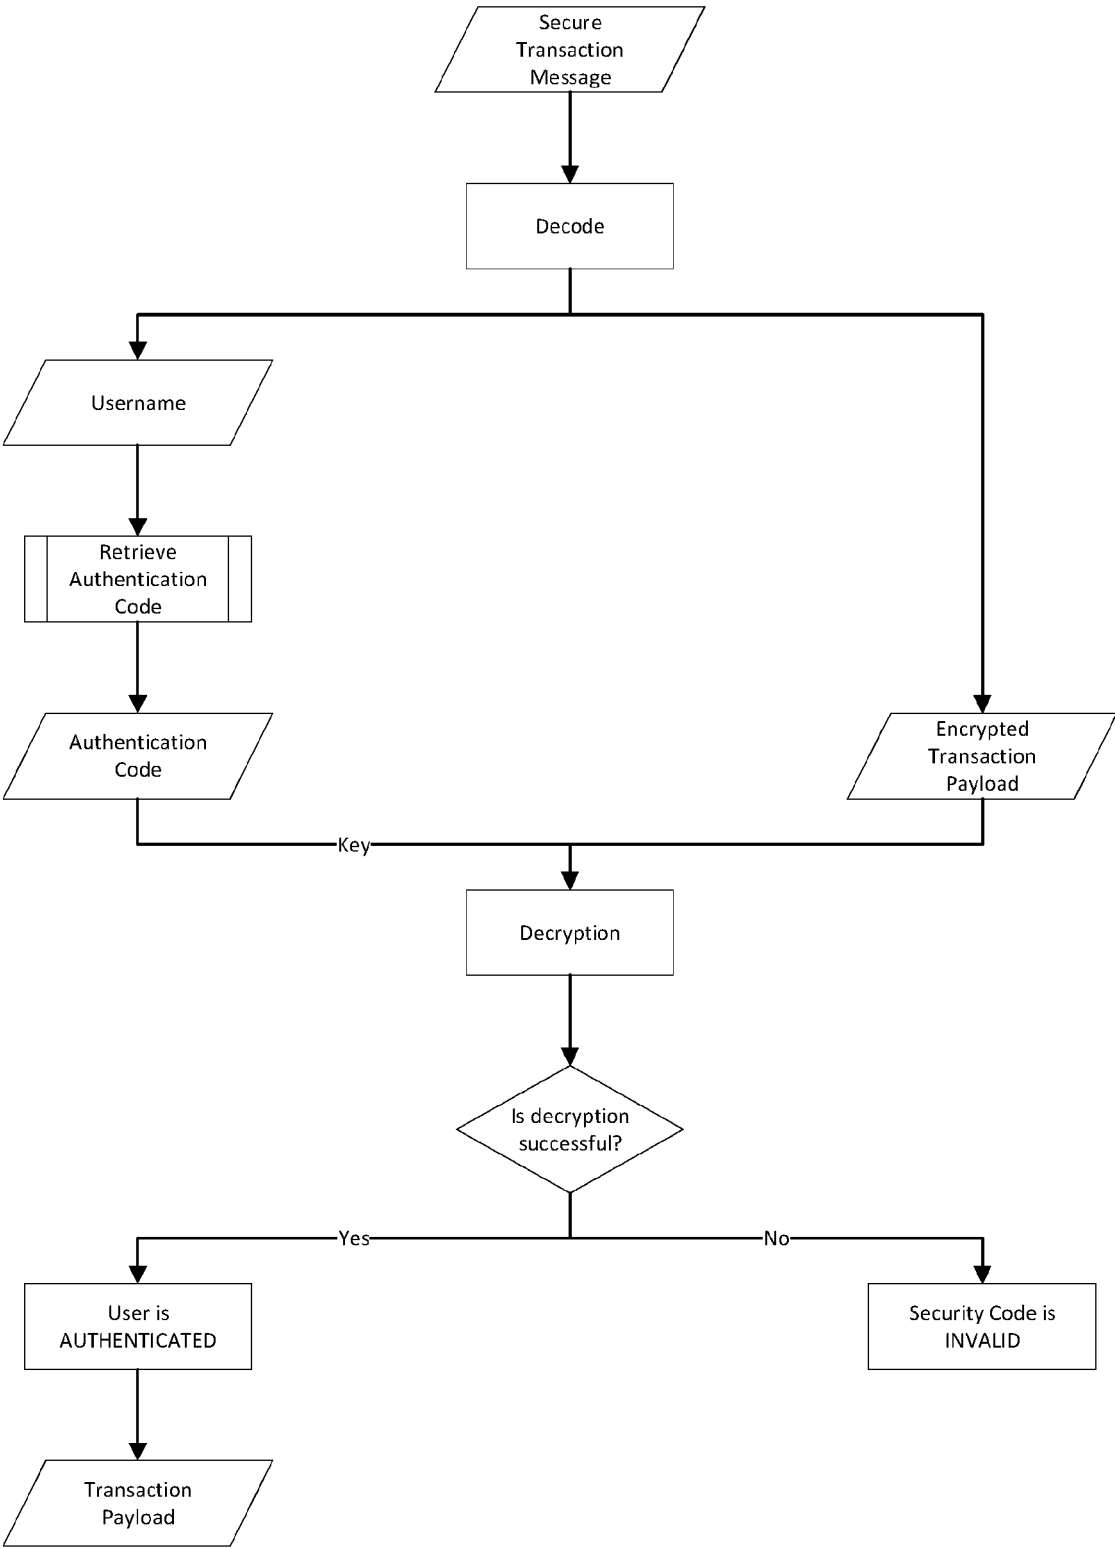 Secure
Transaction
Message
Decode
Username
Retrieve
Authentication
Code
Authentication
Code
Encrypted
Transaction
Payload
Key
Decryption
Is decryption
successful?
Yes
No
User is
AUTHENTICATED
Security Code is
INVALID
Transaction
Payload